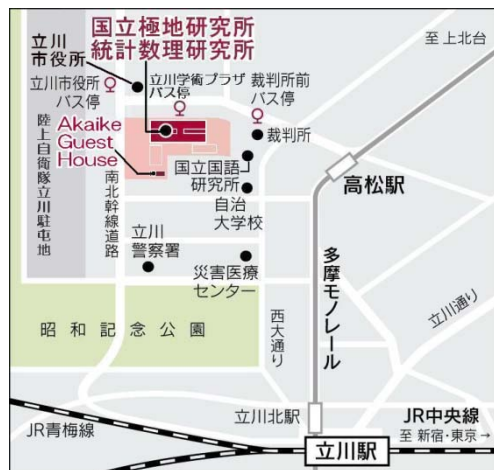 国立極地研究所
統計数理研究所
立川
市役所
至 上北台
立川市役所
バス停
立川学術プラザ
バス停
裁判所前
バス停
裁判所
Akaike
Guest
House
国立国語
研究所
高松駅
自治
大学校
陸上自衛隊立川駐屯地
南北幹線道路
立川
警察署
災害医療
センター
多摩モノレール
立川通り
昭和記念公園
西大通り
立川北駅
JR中央線
至 新宿・東京→
JR青梅線
立川駅